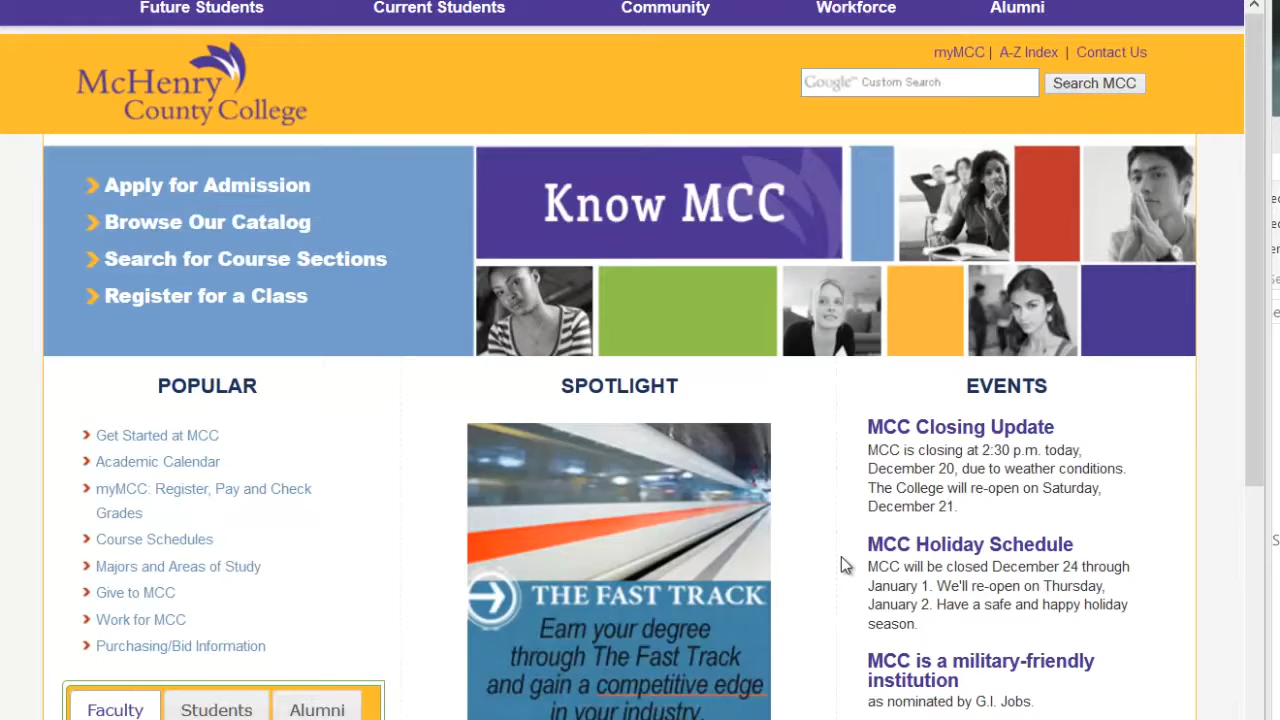 Future Students
Current Students
Community
Workforce
Alumni
McHenry
County College
myMCC | A-Z Index | Contact Us
Google™ Custom Search
Search MCC
Apply for Admission
Browse Our Catalog
Search for Course Sections
Register for a Class
Know MCC
POPULAR
Get Started at MCC
Academic Calendar
myMCC: Register, Pay and Check
Grades
Course Schedules
Majors and Areas of Study
Give to MCC
Work for MCC
Purchasing/Bid Information
Faculty
Students
Alumni
SPOTLIGHT
THE FAST TRACK
Earn your degree
through The Fast Track
and gain a competitive edge
in your industry.
EVENTS
MCC Closing Update
MCC is closing at 2:30 p.m. today,
December 20, due to weather conditions.
The College will re-open on Saturday,
December 21.
MCC Holiday Schedule
MCC will be closed December 24 through
January 1. We'll re-open on Thursday,
January 2. Have a safe and happy holiday
season.
MCC is a military-friendly
institution
as nominated by G.I. Jobs.